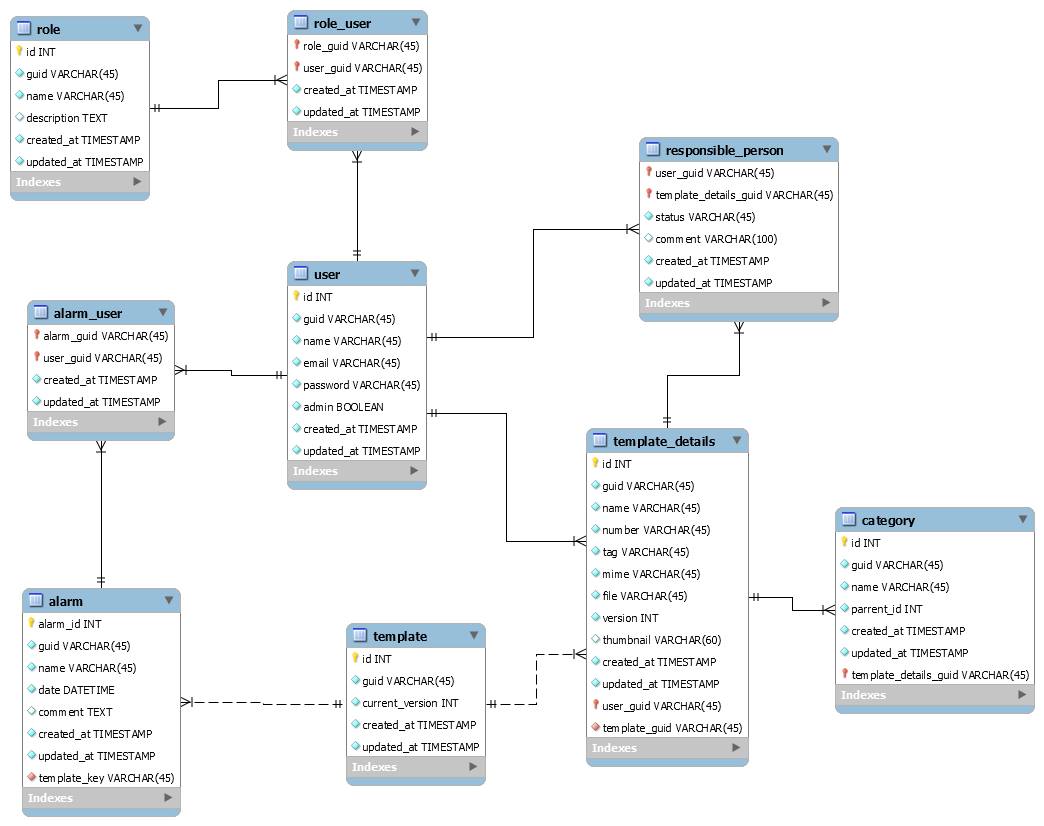 role
id INT
guid VARCHAR(45)
name VARCHAR(45)
description TEXT
created_at TIMESTAMP
updated_at TIMESTAMP
Indexes
role_user
role_guid VARCHAR(45)
user_guid VARCHAR(45)
created_at TIMESTAMP
updated_at TIMESTAMP
Indexes
responsible_person
user_guid VARCHAR(45)
template_details_guid VARCHAR(45)
status VARCHAR(45)
comment VARCHAR(100)
created_at TIMESTAMP
updated_at TIMESTAMP
Indexes
user
id INT
guid VARCHAR(45)
name VARCHAR(45)
email VARCHAR(45)
password VARCHAR(45)
admin BOOLEAN
created_at TIMESTAMP
updated_at TIMESTAMP
Indexes
alarm_user
alarm_guid VARCHAR(45)
user_guid VARCHAR(45)
created_at TIMESTAMP
updated_at TIMESTAMP
Indexes
template_details
id INT
guid VARCHAR(45)
name VARCHAR(45)
number VARCHAR(45)
tag VARCHAR(45)
mime VARCHAR(45)
file VARCHAR(45)
version INT
thumbnail VARCHAR(60)
created_at TIMESTAMP
updated_at TIMESTAMP
user_guid VARCHAR(45)
template_guid VARCHAR(45)
Indexes
category
id INT
guid VARCHAR(45)
name VARCHAR(45)
parrent_id INT
created_at TIMESTAMP
updated_at TIMESTAMP
template_details_guid VARCHAR(45)
Indexes
alarm
alarm_id INT
guid VARCHAR(45)
name VARCHAR(45)
date DATETIME
comment TEXT
created_at TIMESTAMP
updated_at TIMESTAMP
template_key VARCHAR(45)
Indexes
template
id INT
guid VARCHAR(45)
current_version INT
created_at TIMESTAMP
updated_at TIMESTAMP
Indexes